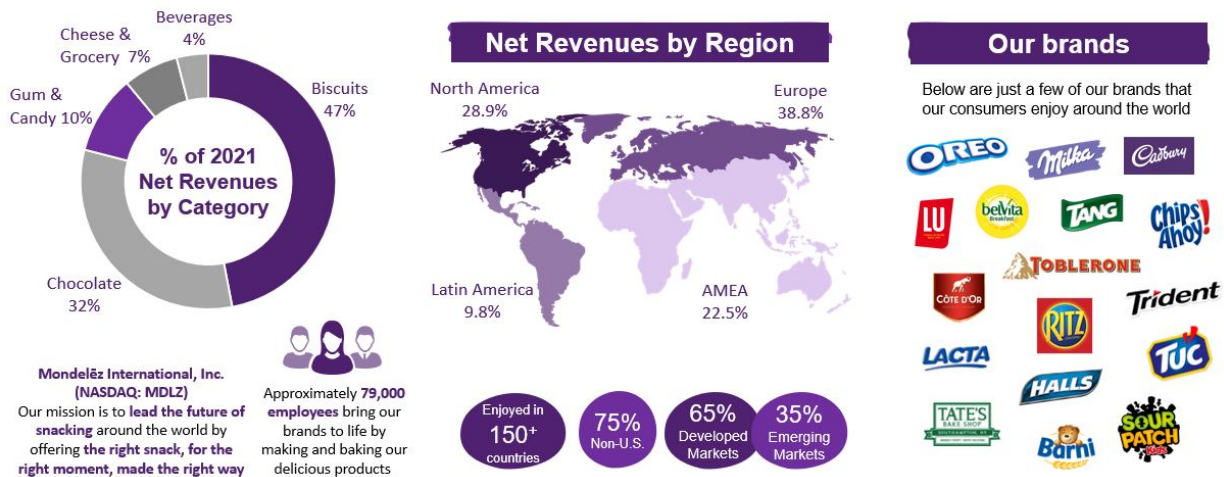 Beverages
4%
Cheese &
Grocery 7%
Gum &
Candy 10%
Biscuits
47%
% of 2021
Net Revenues
by Category
Chocolate
32%
Mondelēz International, Inc.
(NASDAQ: MDLZ)
Our mission is to lead the future of
snacking around the world by
offering the right snack, for the
right moment, made the right way
Approximately 79,000
employees bring our
brands to life by
making and baking our
delicious products
Net Revenues by Region
North America
28.9%
Europe
38.8%
Latin America
9.8%
AMEA
22.5%
Enjoyed in
150+
countries
75%
Non-U.S.
65%
Developed
Markets
35%
Emerging
Markets
Our brands
Below are just a few of our brands that
our consumers enjoy around the world
OREO
Milka
Cadbury
LU
belVita
Breakfast
TANG
Chips
Ahoy!
TOBLERONE
CÔTE D'OR
RITZ
Trident
LACTA
HALLS
TUC
TATE'S
BAKE SHOP
Barni
SOUR
PATCH
Kids